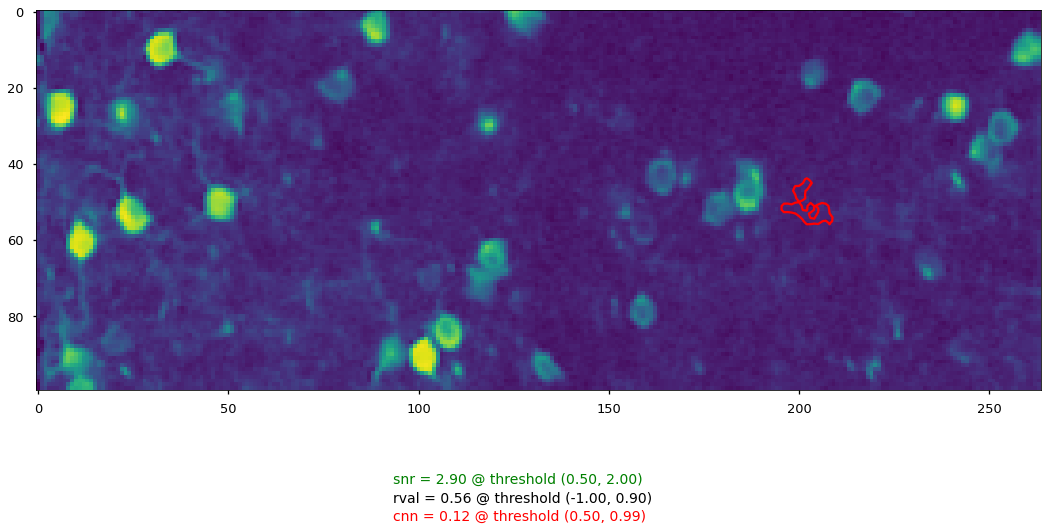 0
20
40
60
80
0 50 100 150 200 250
snr = 2.90 @ threshold (0.50, 2.00)
rval = 0.56 @ threshold (-1.00, 0.90)
cnn = 0.12 @ threshold (0.50, 0.99)